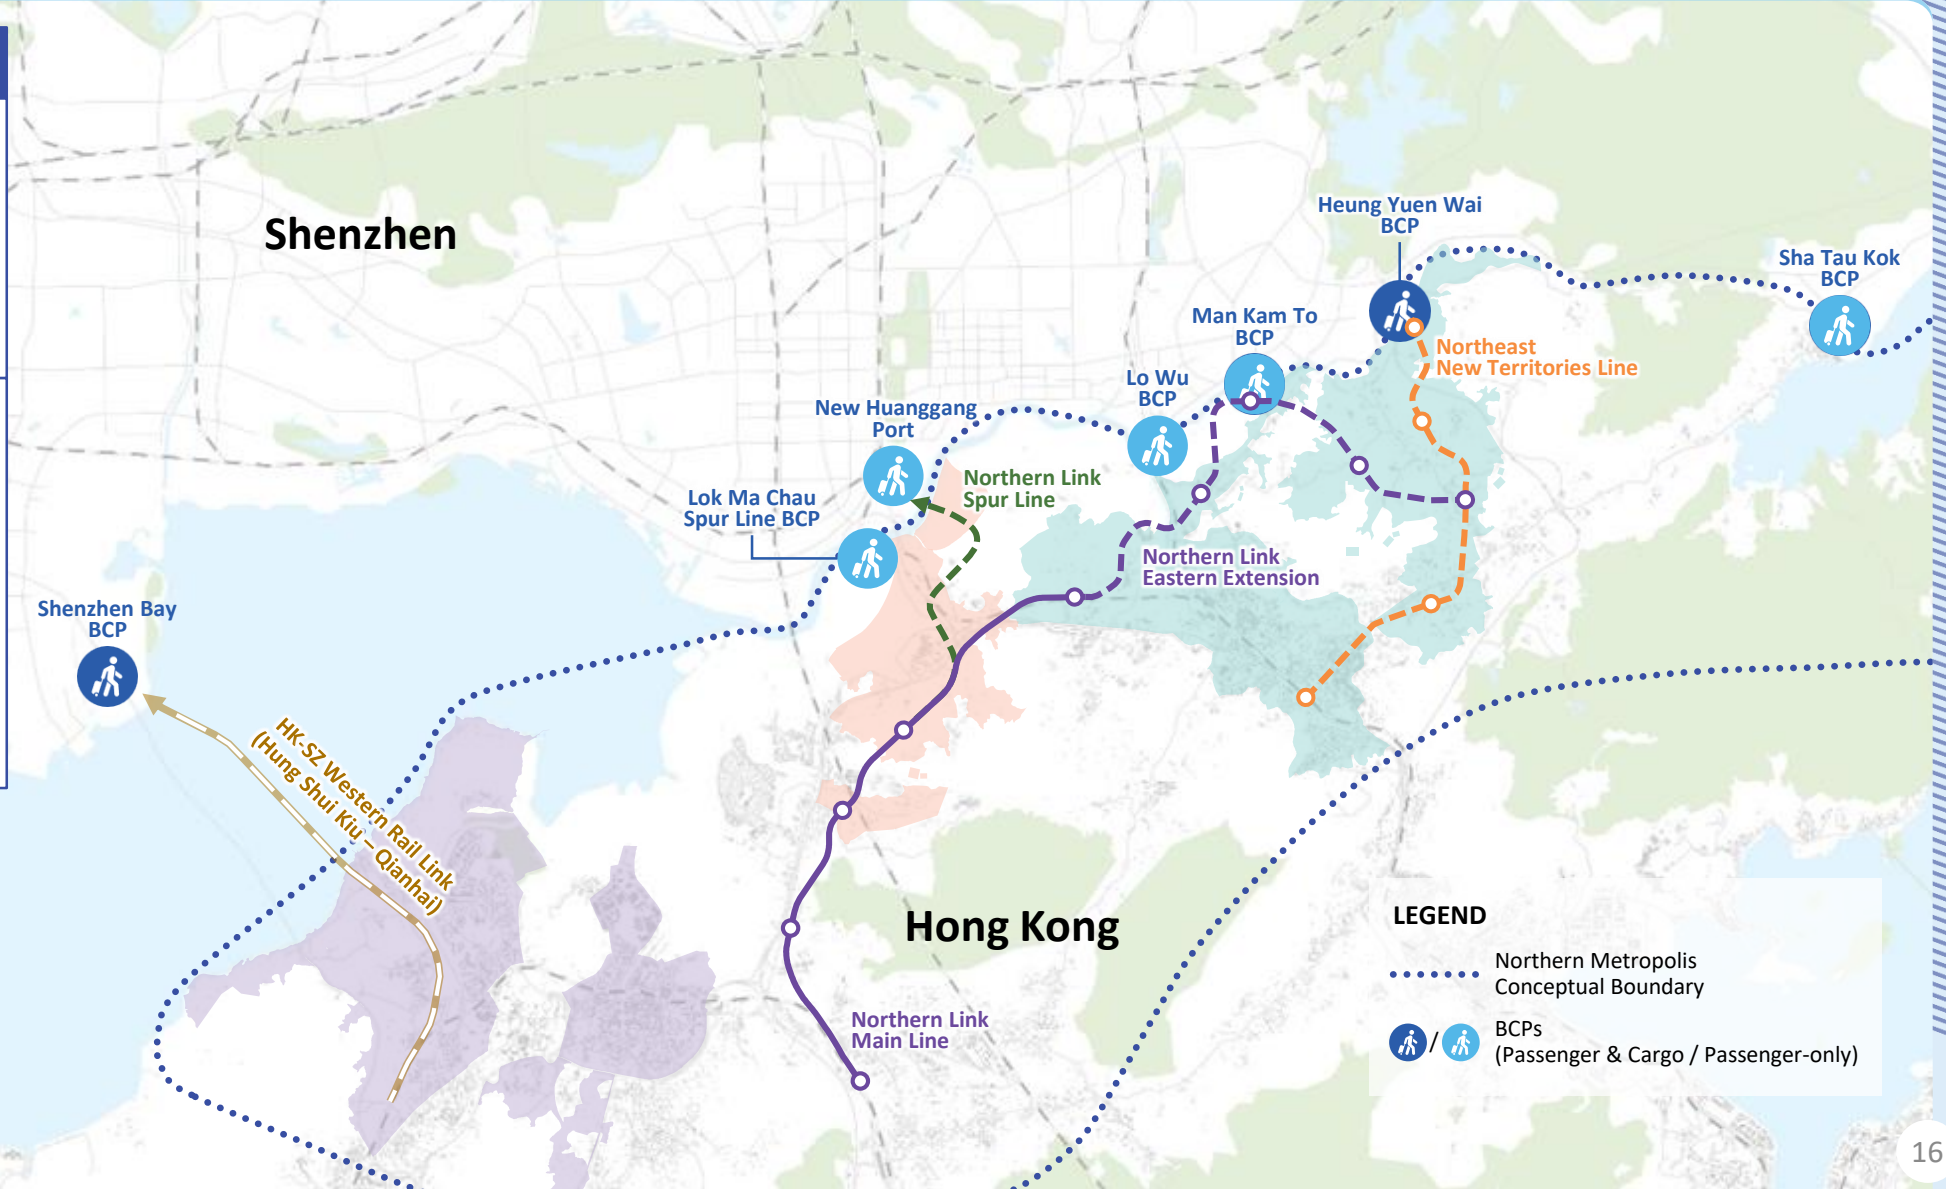 Shenzhen
Heung Yuen Wai
BCP
Sha Tau Kok
BCP
Man Kam To
BCP
Northeast
New Territories Line
Lo Wu
BCP
New Huanggang
Port
Northern Link
Spur Line
Lok Ma Chau
Spur Line BCP
Northern Link
Eastern Extension
Shenzhen Bay
BCP
HK-SZ Western Rail Link
(Hung Shui Kiu – Qianhai)
Hong Kong
Northern Link
Main Line
LEGEND
Northern Metropolis
Conceptual Boundary
BCPs
(Passenger & Cargo / Passenger-only)
/
16